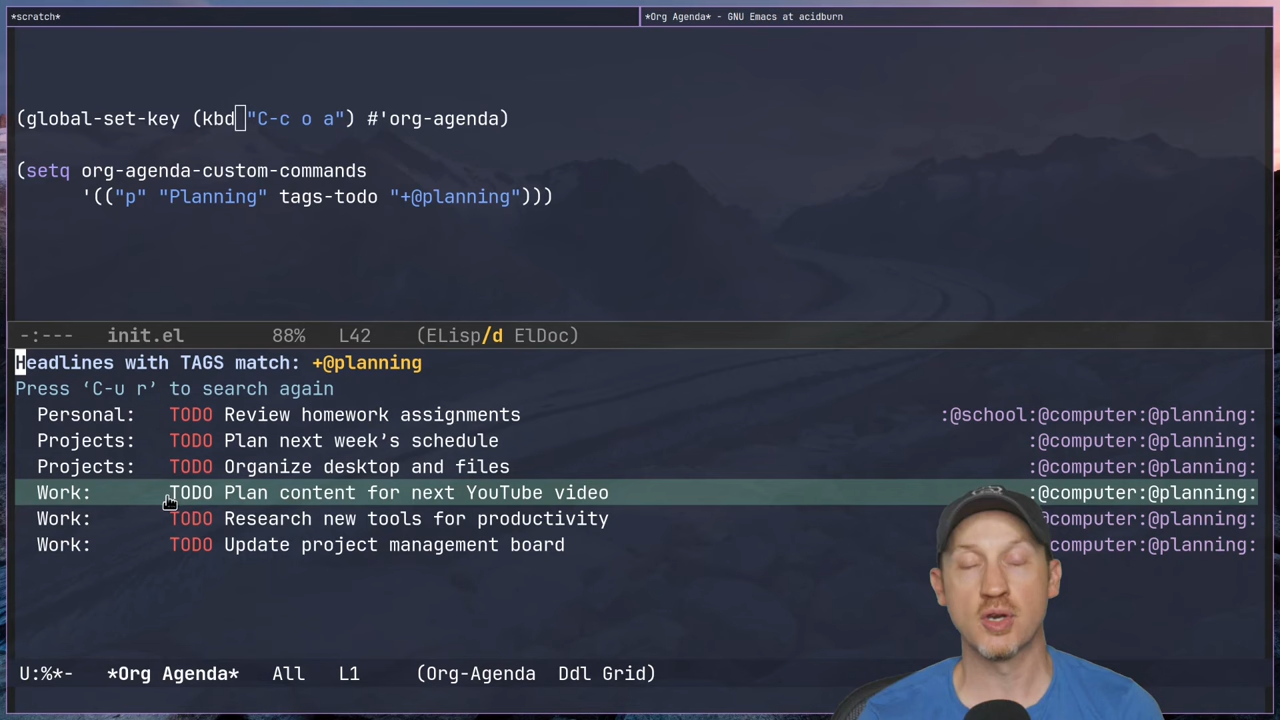 *scratch*
*Org Agenda* - GNU Emacs at acidburn
(global-set-key (kbd "C-c o a") #'org-agenda)
(setq org-agenda-custom-commands
'(("p" "Planning" tags-todo "+@planning")))
-:--- init.el 88% L42 (ELisp/d ElDoc)
Headlines with TAGS match: +@planning
Press ‘C-u r’ to search again
Personal: TODO Review homework assignments :@school:@computer:@planning:
Projects: TODO Plan next week’s schedule :@computer:@planning:
Projects: TODO Organize desktop and files :@computer:@planning:
Work: TODO Plan content for next YouTube video :@computer:@planning:
Work: TODO Research new tools for productivity @computer:@planning:
Work: TODO Update project management board computer:@planning:
U:%*- *Org Agenda* All L1 (Org-Agenda Ddl Grid)